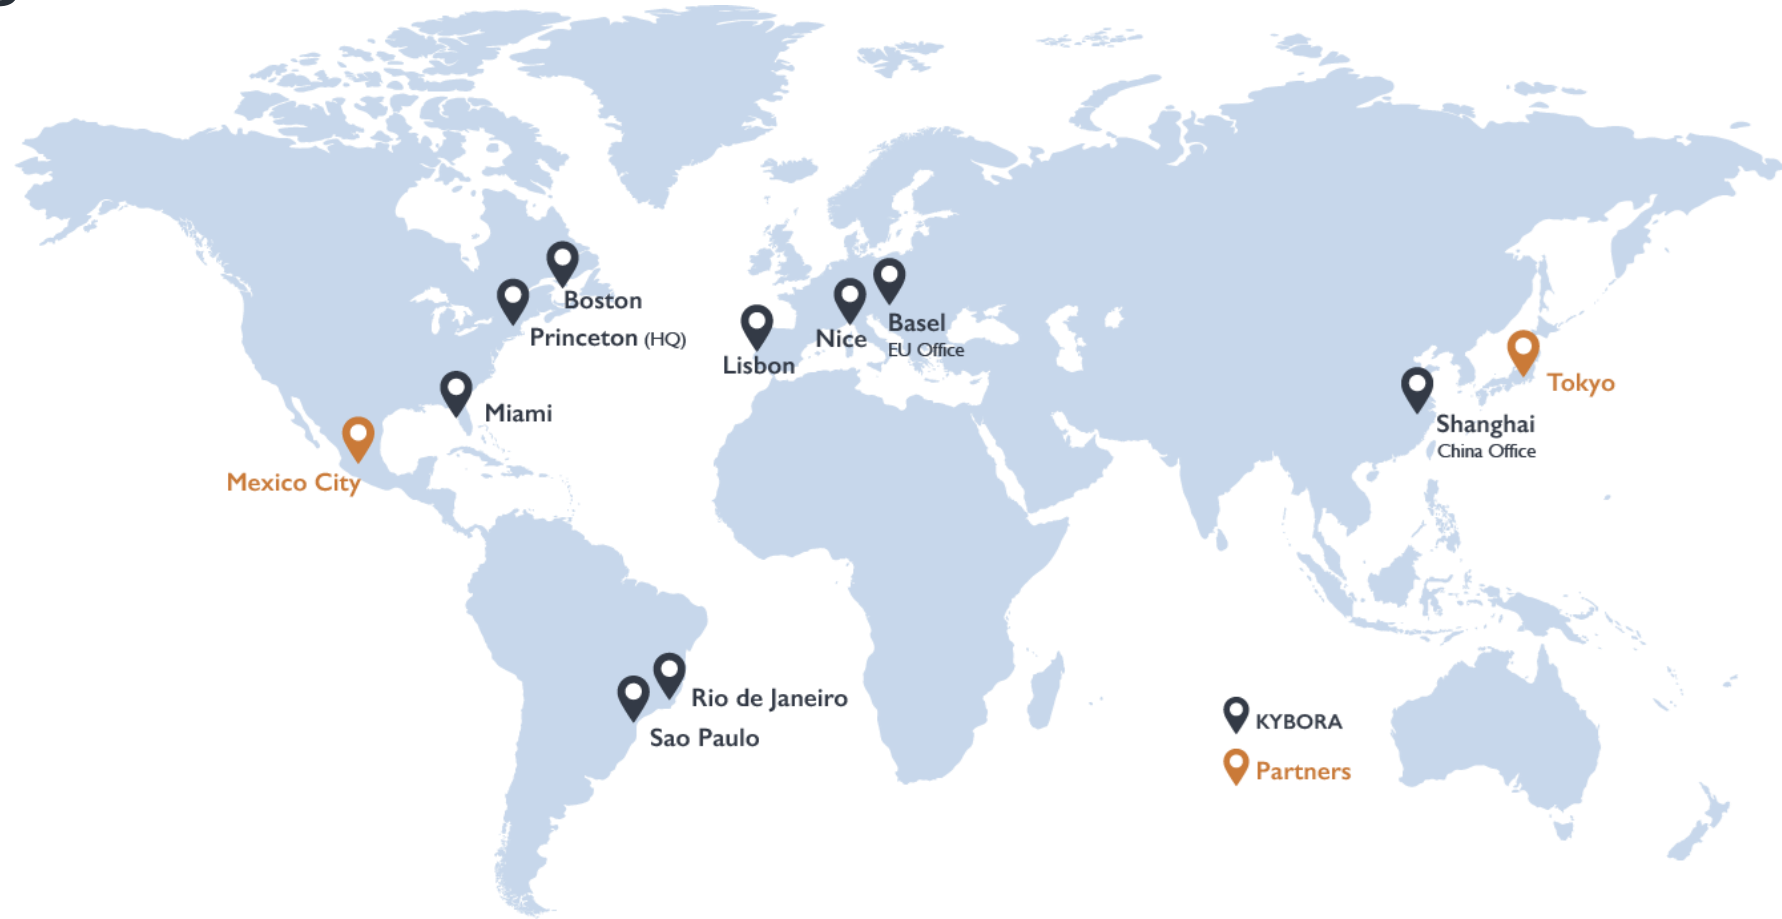 Boston
Princeton (HQ)
Miami
Mexico City
Lisbon
Nice
Basel
EU Office
Tokyo
Shanghai
China Office
Rio de Janeiro
Sao Paulo
KYBORA
Partners